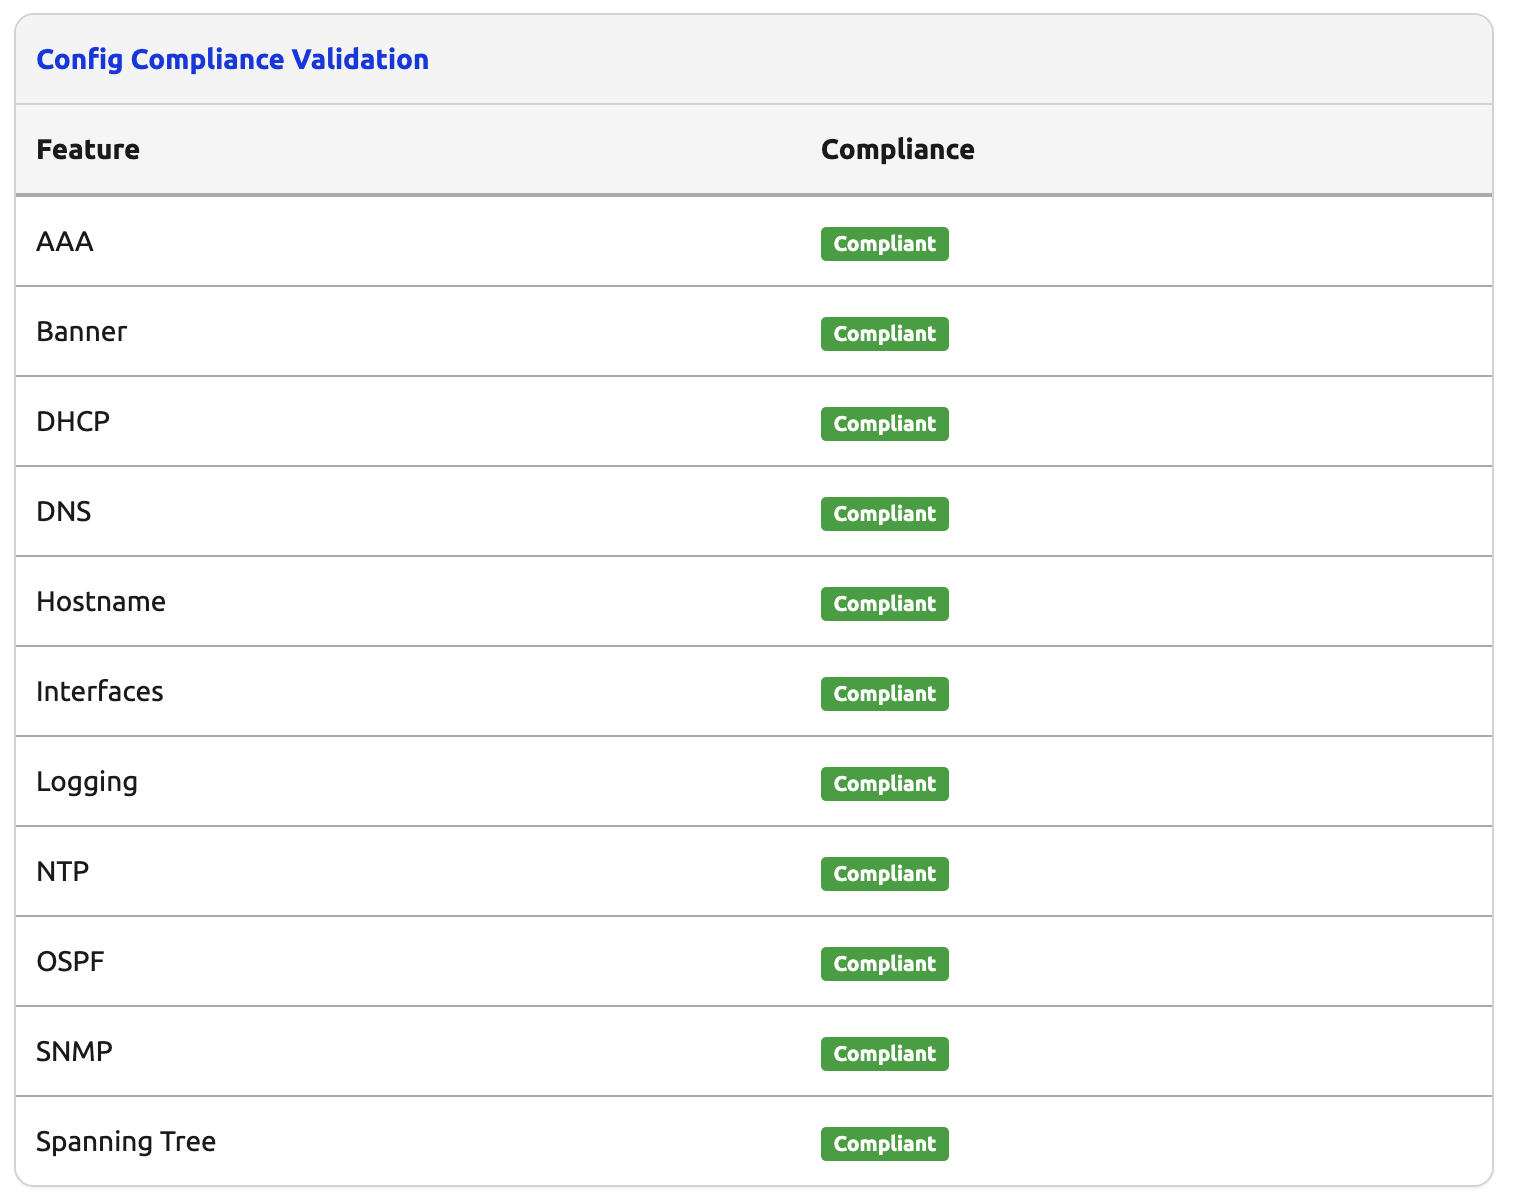 Config Compliance Validation
Feature Compliance
AAA Compliant
Banner Compliant
DHCP Compliant
DNS Compliant
Hostname Compliant
Interfaces Compliant
Logging Compliant
NTP Compliant
OSPF Compliant
SNMP Compliant
Spanning Tree Compliant